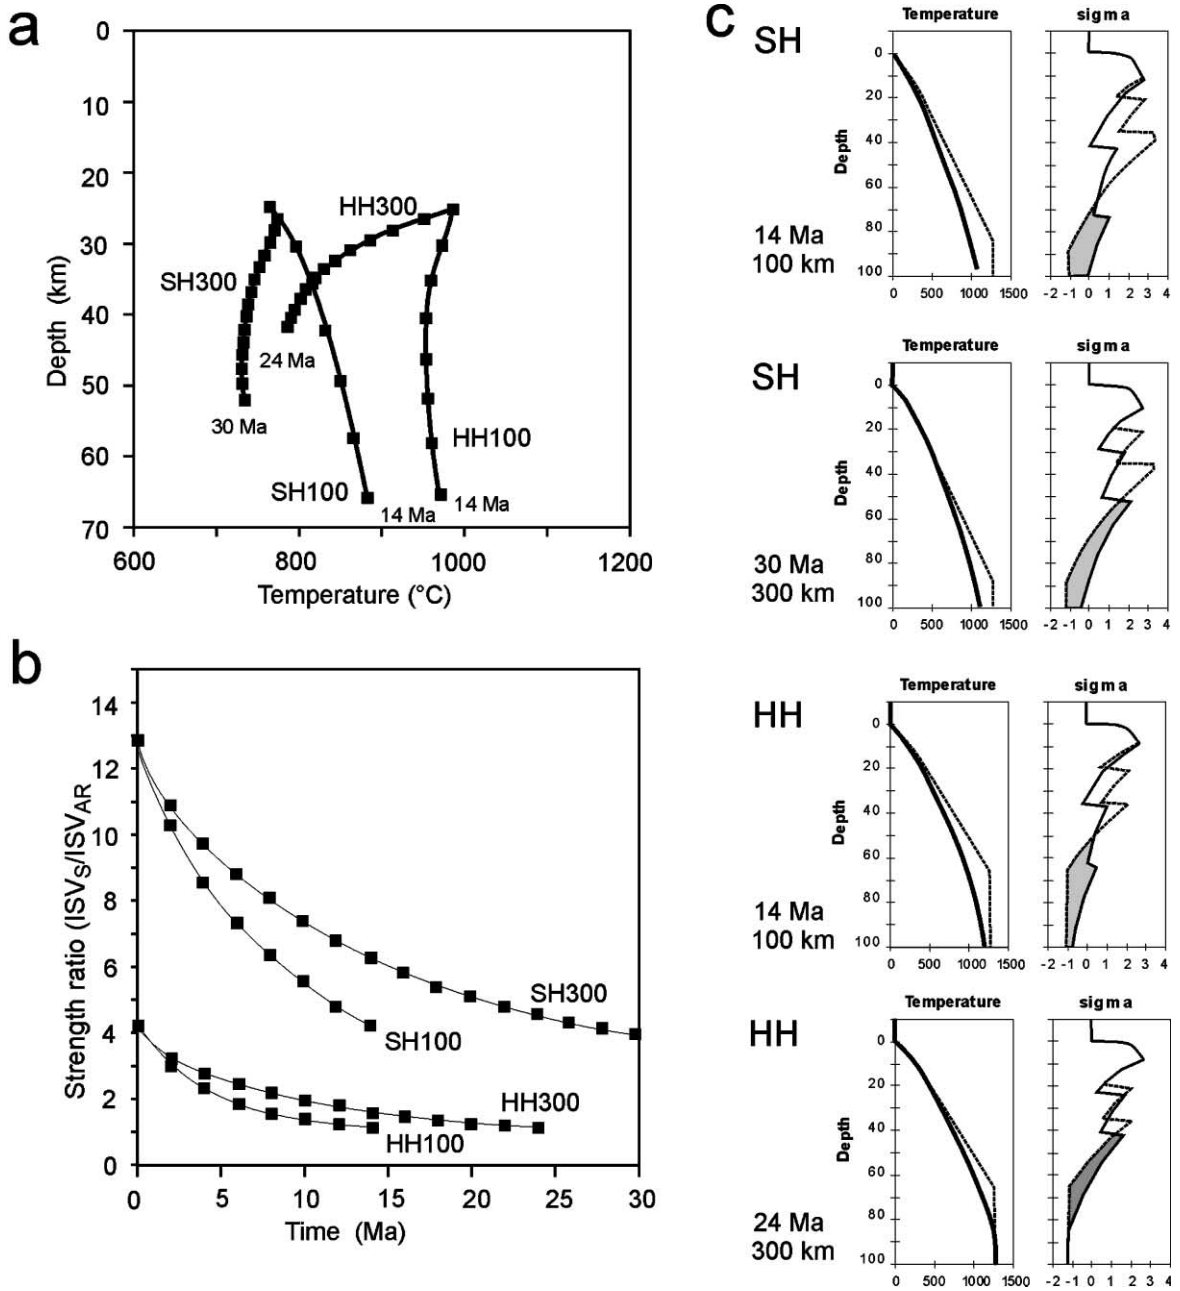 a
0
10
20
30
40
50
60
70
Depth (km)
HH300
SH300
24 Ma
30 Ma
HH100
SH100
14 Ma
14 Ma
600
800
1000
1200
Temperature (°C)
b
14
12
10
8
6
4
2
0
Strength ratio (ISVS/ISVAR)
SH300
SH100
HH300
HH100
0
5
10
15
20
25
30
Time (Ma)
c
SH
14 Ma
100 km
Temperature
sigma
Depth
0
20
40
60
80
100
0
500
1000
1500
-2
-1
0
1
2
3
4
SH
30 Ma
300 km
Temperature
sigma
Depth
0
20
40
60
80
100
0
500
1000
1500
-2
-1
0
1
2
3
4
HH
14 Ma
100 km
Temperature
sigma
Depth
0
20
40
60
80
100
0
500
1000
1500
-2
-1
0
1
2
3
4
HH
24 Ma
300 km
Temperature
sigma
Depth
0
20
40
60
80
100
0
500
1000
1500
-2
-1
0
1
2
3
4